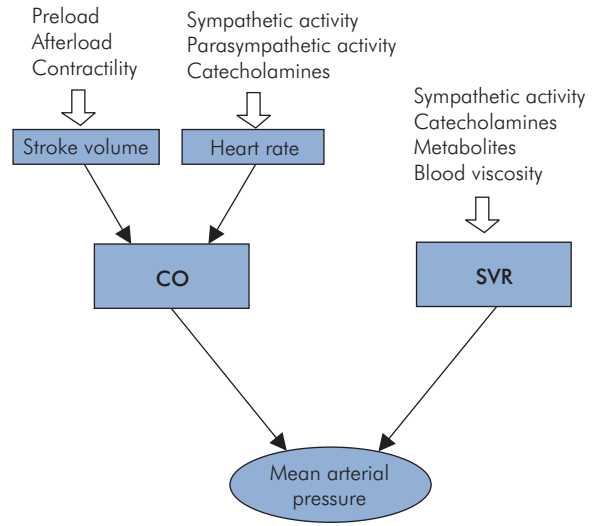 Preload
Afterload
Contractility
Sympathetic activity
Parasympathetic activity
Catecholamines
Sympathetic activity
Catecholamines
Metabolites
Blood viscosity
Stroke volume
Heart rate
CO
SVR
Mean arterial
pressure